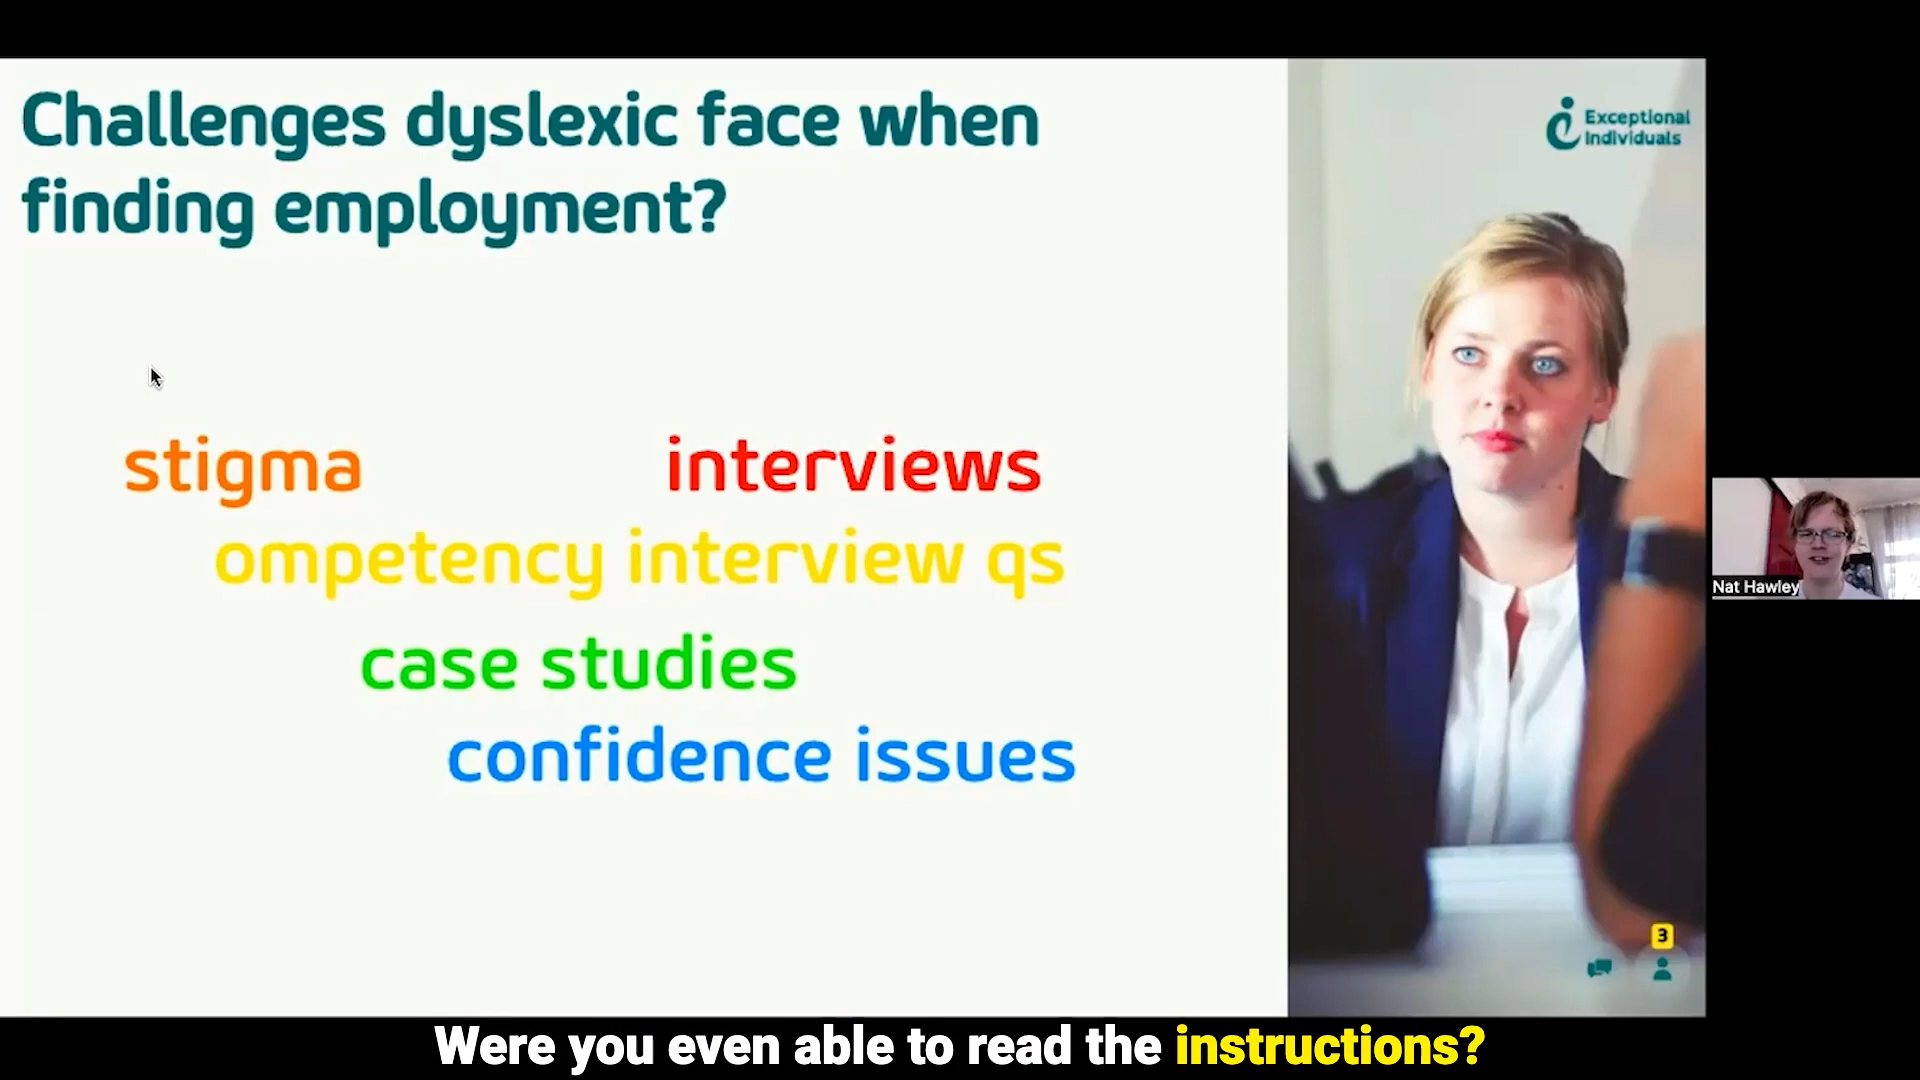 Challenges dyslexic face when
finding employment?
Exceptional
Individuals
stigma
interviews
ompetency interview qs
case studies
confidence issues
Nat Hawley
3
Were you even able to read the instructions?